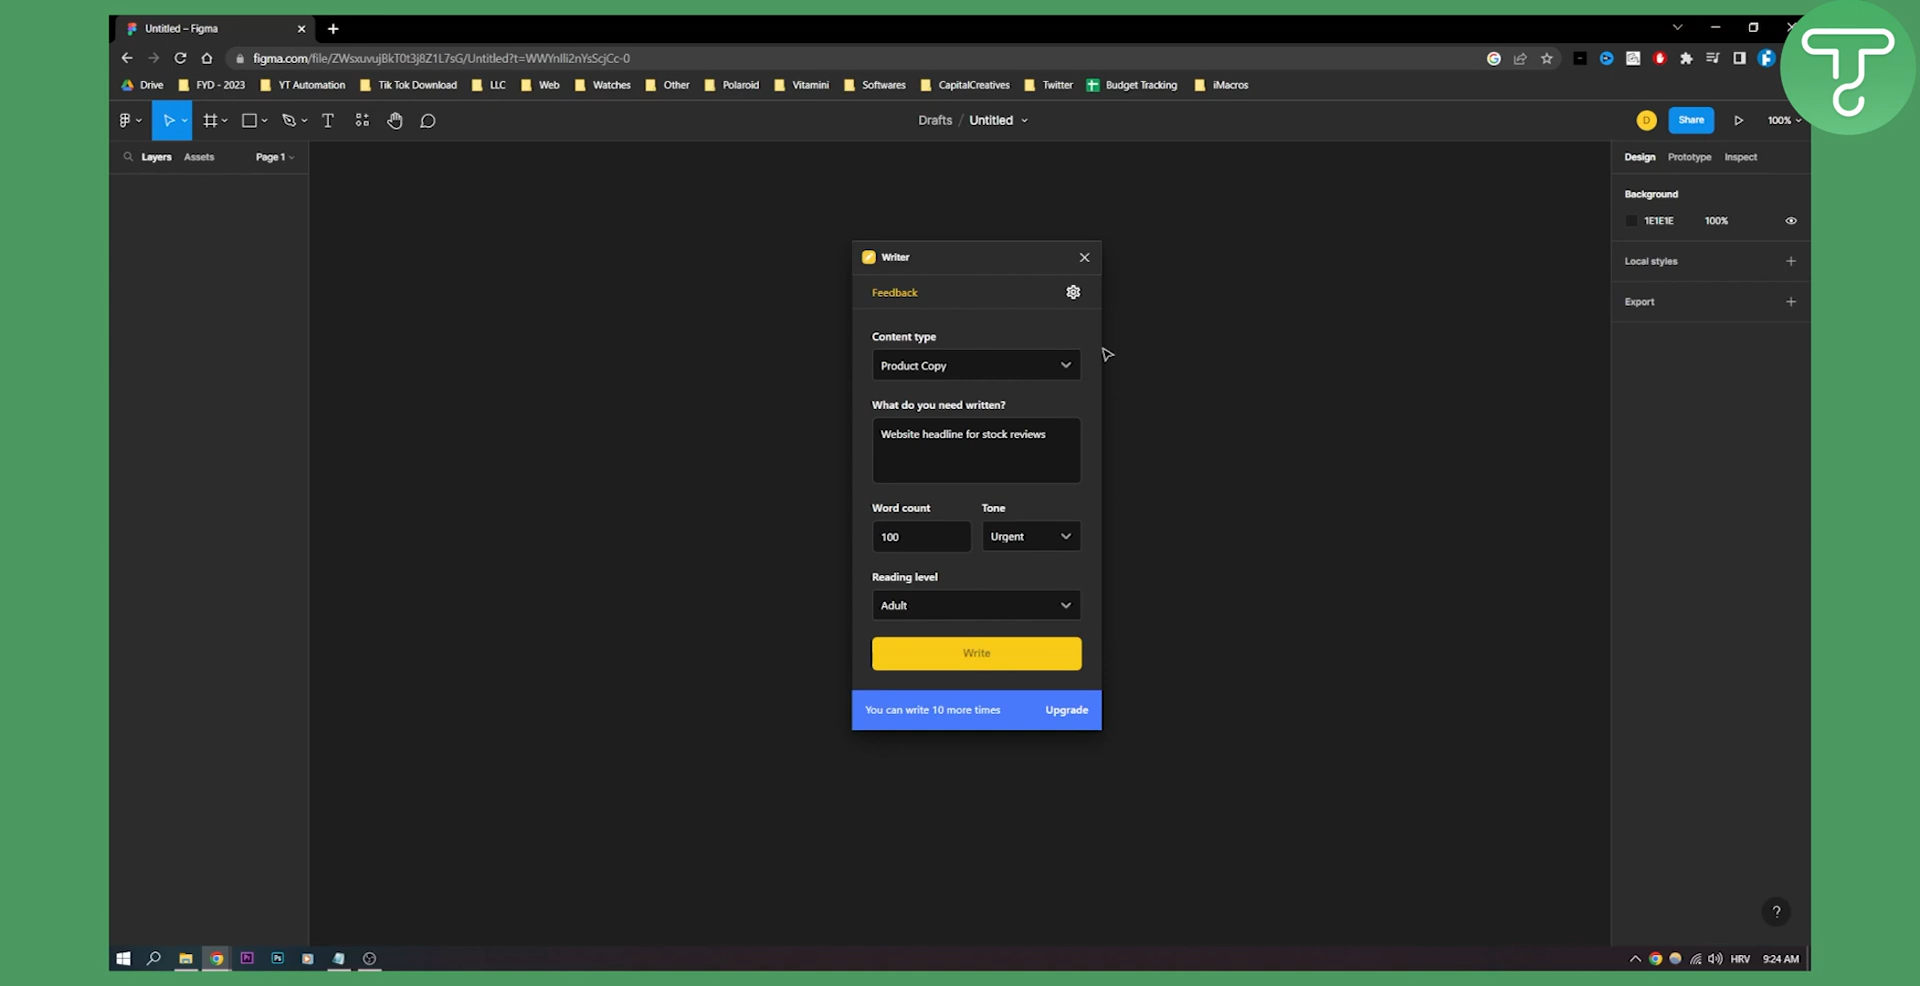 Untitled – Figma
figma.com/file/ZWsxuvujBkT0t3j8Z1L7sG/Untitled?t=WWYnlli2nYsScjCc-0
Drive FYD - 2023 YT Automation Tik Tok Download LLC Web Watches Other Polaroid Vitamini Softwares CapitalCreatives Twitter Budget Tracking iMacros
Drafts / Untitled
D Share 100%
Layers Assets Page 1
Design Prototype Inspect
Background
1E1E1E 100%
Local styles
Export
Writer
Feedback
Content type
Product Copy
What do you need written?
Website headline for stock reviews
Word count Tone
100 Urgent
Reading level
Adult
Write
You can write 10 more times Upgrade
?
HRV 9:24 AM